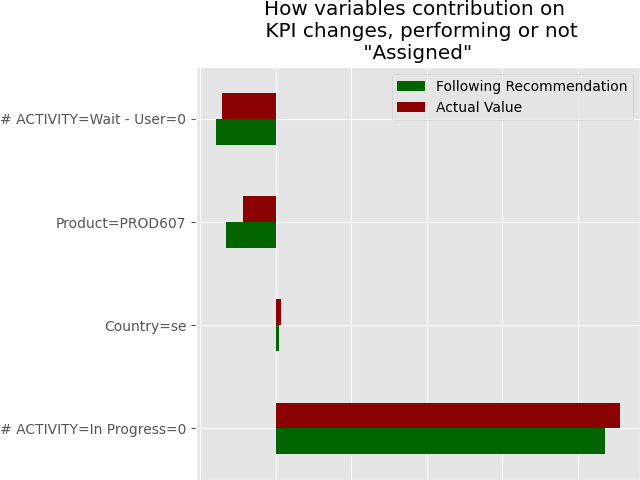 How variables contribution on
KPI changes, performing or not
"Assigned"
Following Recommendation
Actual Value
# ACTIVITY=Wait - User=0
Product=PROD607
Country=se
# ACTIVITY=In Progress=0